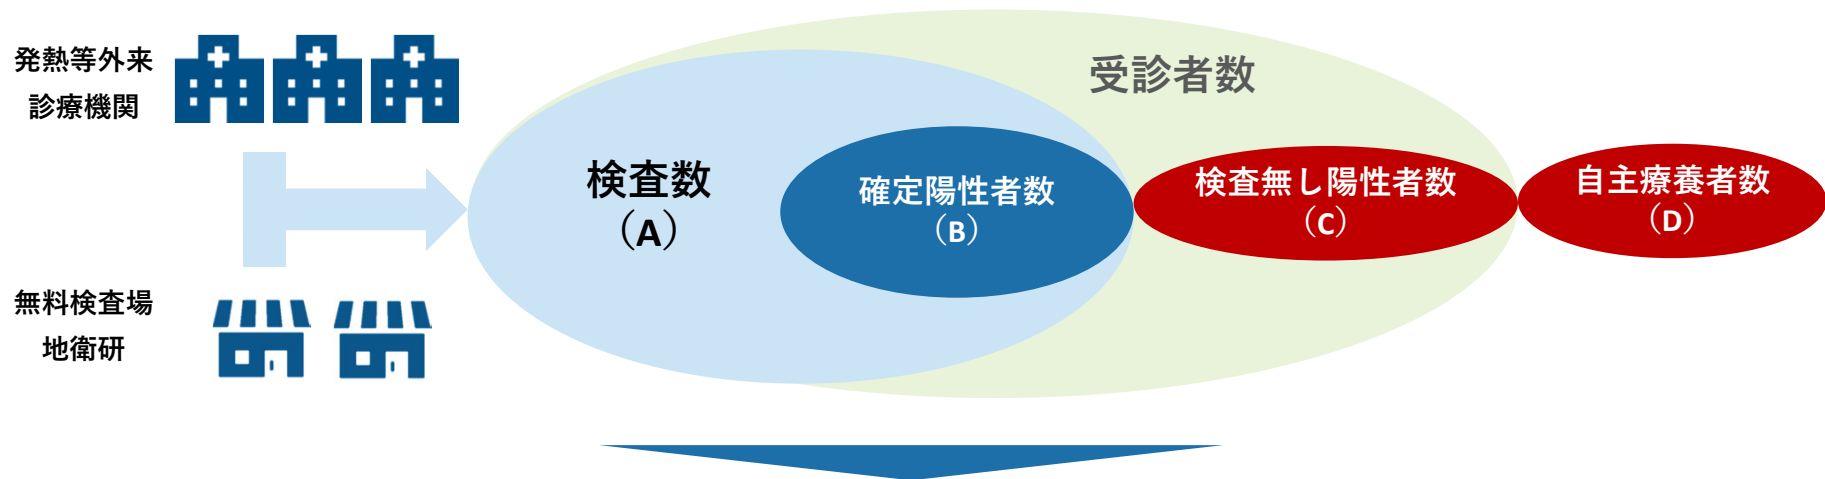 発熱等外来
診療機関
無料検査場
地衛研
受診者数
検査数
（A）
確定陽性者数
（B）
検査無し陽性者数
（C）
自主療養者数
（D）